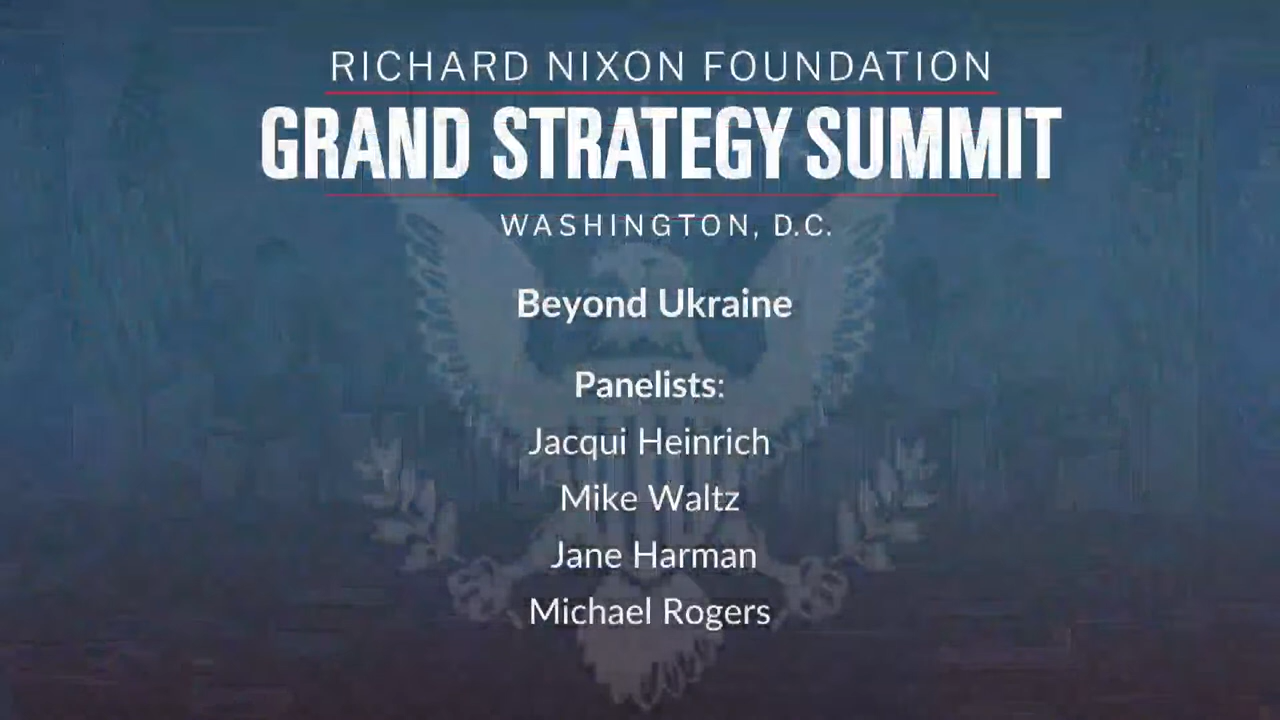 RICHARD NIXON FOUNDATION
GRAND STRATEGY SUMMIT
WASHINGTON, D.C.
Beyond Ukraine
Panelists:
Jacqui Heinrich
Mike Waltz
Jane Harman
Michael Rogers